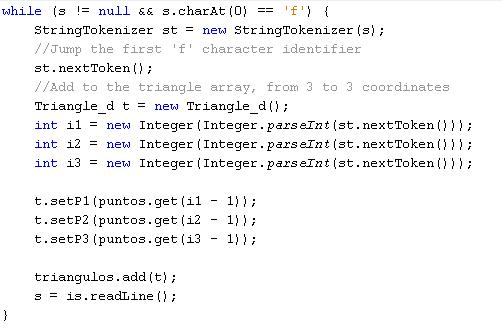 while (s != null && s.charAt(0) == 'f') {
    StringTokenizer st = new StringTokenizer(s);
    //Jump the first 'f' character identifier
    st.nextToken();
    //Add to the triangle array, from 3 to 3 coordinates
    Triangle_d t = new Triangle_d();
    int i1 = new Integer(Integer.parseInt(st.nextToken()));
    int i2 = new Integer(Integer.parseInt(st.nextToken()));
    int i3 = new Integer(Integer.parseInt(st.nextToken()));

    t.setP1(puntos.get(i1 - 1));
    t.setP2(puntos.get(i2 - 1));
    t.setP3(puntos.get(i3 - 1));

    triangulos.add(t);
    s = is.readLine();
}